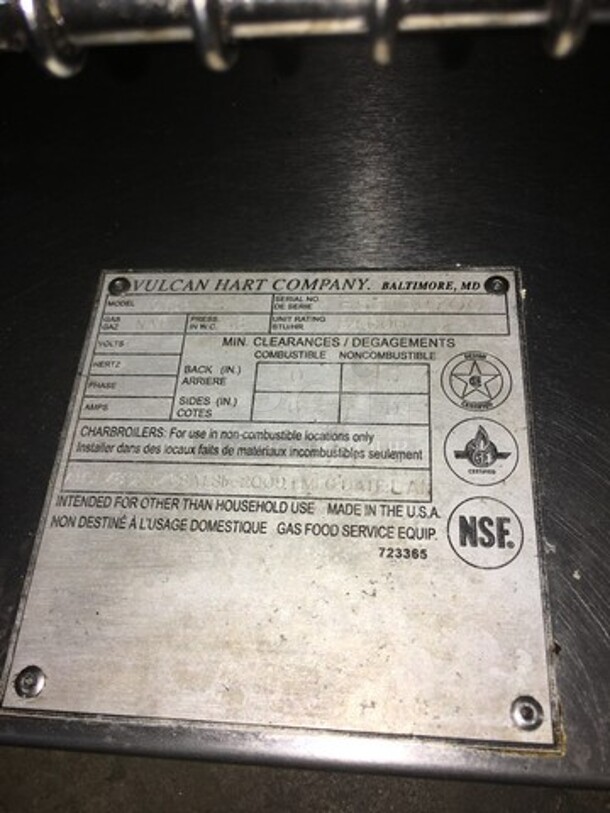 VULCAN HART COMPANY. BALTIMORE, MD
MODEL
SERIAL NO.
DE SERIE
GAS
GAZ
PRESS.
IN W.C.
UNIT RATING
BTU/HR
VOLTS
HERTZ
PHASE
AMPS
MIN. CLEARANCES / DEGAGEMENTS
COMBUSTIBLE NONCOMBUSTIBLE
BACK (IN.)
ARRIERE
SIDES (IN.)
COTES
DESIGN
CERTIFIED
CHARBROILERS: For use in non-combustible locations only
Installer dans des locaux faits de matériaux incombustibles seulement
CERTIFIED
INTENDED FOR OTHER THAN HOUSEHOLD USE MADE IN THE U.S.A.
NON DESTINÉ À L'USAGE DOMESTIQUE GAS FOOD SERVICE EQUIP.
723365
NSF.